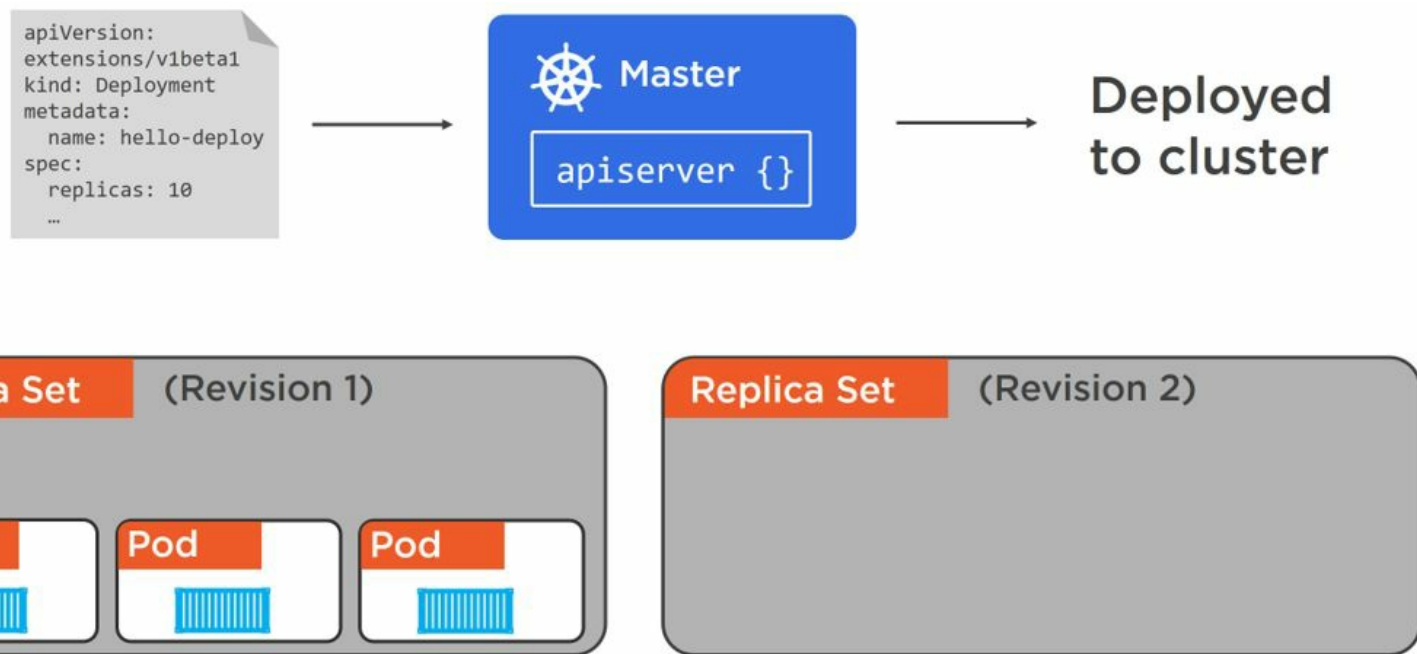 apiVersion:
extensions/v1beta1
kind: Deployment
metadata:
  name: hello-deploy
spec:
  replicas: 10
  …
Master
apiserver {}
Deployed
to cluster
a Set (Revision 1)
Pod
Pod
Replica Set (Revision 2)